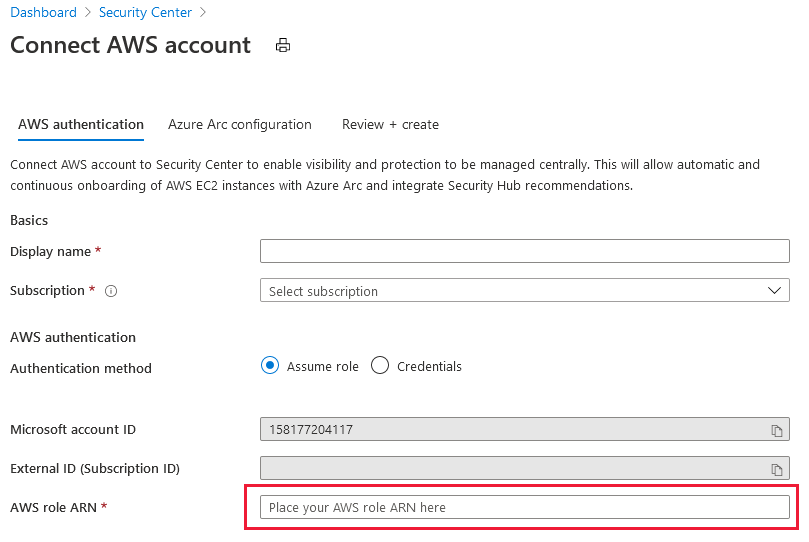 Dashboard > Security Center >
Connect AWS account
AWS authentication Azure Arc configuration Review + create
Connect AWS account to Security Center to enable visibility and protection to be managed centrally. This will allow automatic and
continuous onboarding of AWS EC2 instances with Azure Arc and integrate Security Hub recommendations.
Basics
Display name *
Subscription * Select subscription
AWS authentication
Authentication method Assume role Credentials
Microsoft account ID 158177204117
External ID (Subscription ID)
AWS role ARN * Place your AWS role ARN here